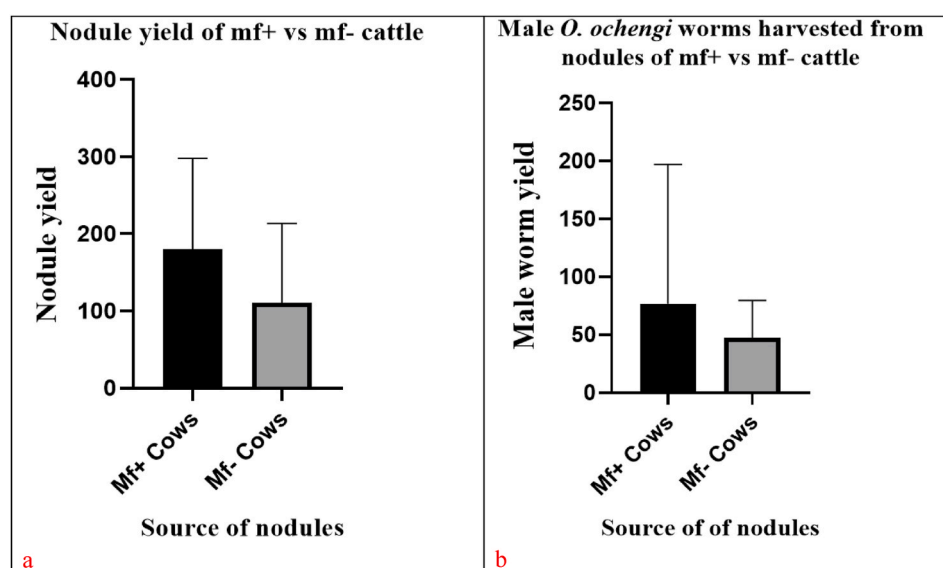 Nodule yield of mf+ vs mf- cattle
400
300
200
100
0
Nodule yield
Mf+ Cows
Mf- Cows
Source of nodules
a
Male O. ochengi worms harvested from
nodules of mf+ vs mf- cattle
250
200
150
100
50
0
Male worm yield
Mf+ Cows
Mf- Cows
Source of of nodules
b